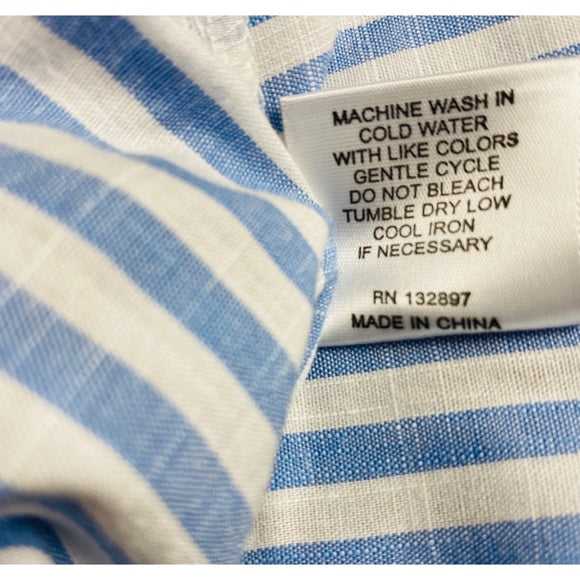 MACHINE WASH IN
COLD WATER
WITH LIKE COLORS
GENTLE CYCLE
DO NOT BLEACH
TUMBLE DRY LOW
COOL IRON
IF NECESSARY
RN 132897
MADE IN CHINA